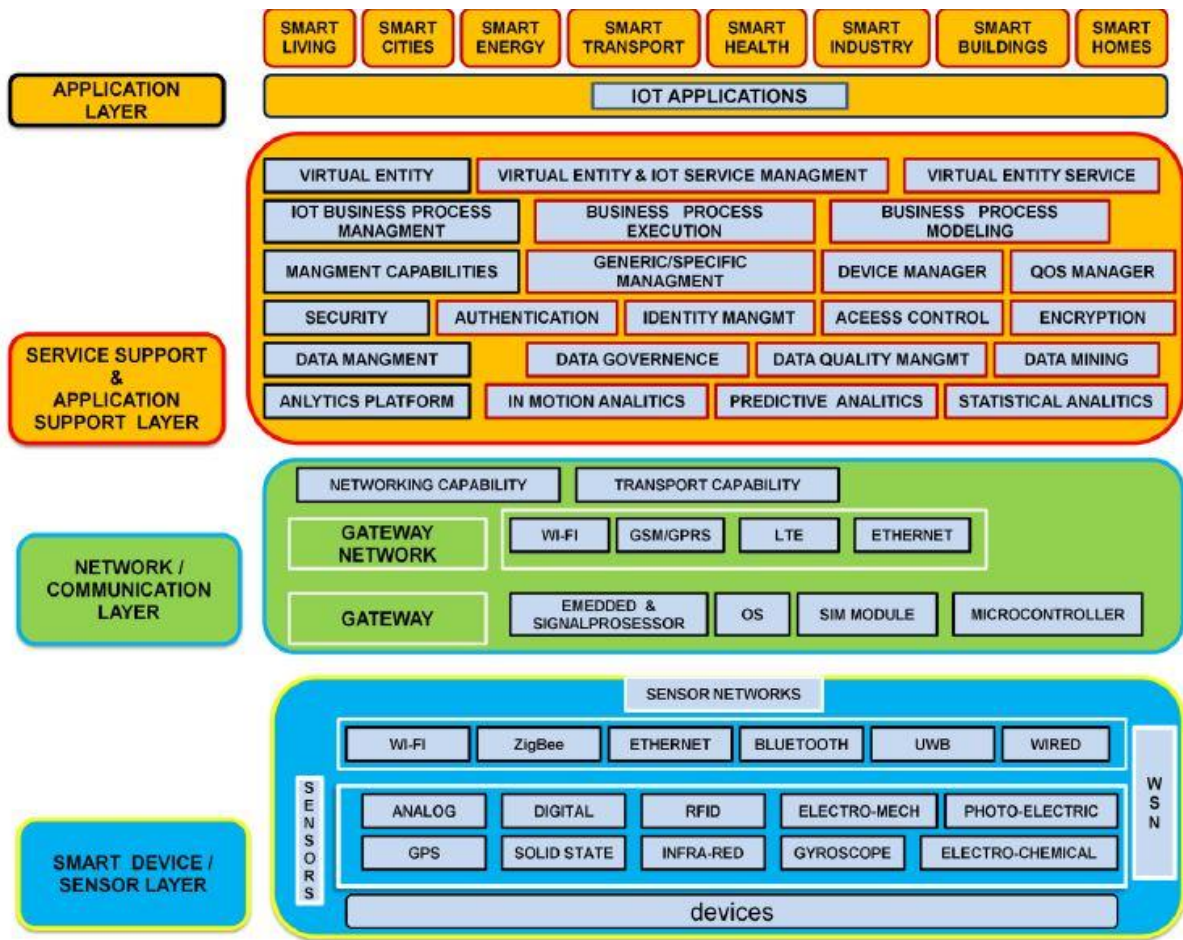 SMART LIVING
SMART CITIES
SMART ENERGY
SMART TRANSPORT
SMART HEALTH
SMART INDUSTRY
SMART BUILDINGS
SMART HOMES
APPLICATION
LAYER
IOT APPLICATIONS
SERVICE SUPPORT
&
APPLICATION
SUPPORT LAYER
VIRTUAL ENTITY
VIRTUAL ENTITY & IOT SERVICE MANAGMENT
VIRTUAL ENTITY SERVICE
IOT BUSINESS PROCESS
MANAGMENT
BUSINESS PROCESS
EXECUTION
BUSINESS PROCESS
MODELING
MANGMENT CAPABILITIES
GENERIC/SPECIFIC
MANAGMENT
DEVICE MANAGER
QOS MANAGER
SECURITY
AUTHENTICATION
IDENTITY MANGMT
ACEESS CONTROL
ENCRYPTION
DATA MANGMENT
DATA GOVERNENCE
DATA QUALITY MANGMT
DATA MINING
ANLYTICS PLATFORM
IN MOTION ANALITICS
PREDICTIVE ANALITICS
STATISTICAL ANALITICS
NETWORK /
COMMUNICATION
LAYER
NETWORKING CAPABILITY
TRANSPORT CAPABILITY
GATEWAY
NETWORK
WI-FI
GSM/GPRS
LTE
ETHERNET
GATEWAY
EMEDDED &
SIGNALPROSESSOR
OS
SIM MODULE
MICROCONTROLLER
SMART DEVICE /
SENSOR LAYER
SENSOR NETWORKS
WI-FI
ZigBee
ETHERNET
BLUETOOTH
UWB
WIRED
SENSORS
WSN
ANALOG
DIGITAL
RFID
ELECTRO-MECH
PHOTO-ELECTRIC
GPS
SOLID STATE
INFRA-RED
GYROSCOPE
ELECTRO-CHEMICAL
devices